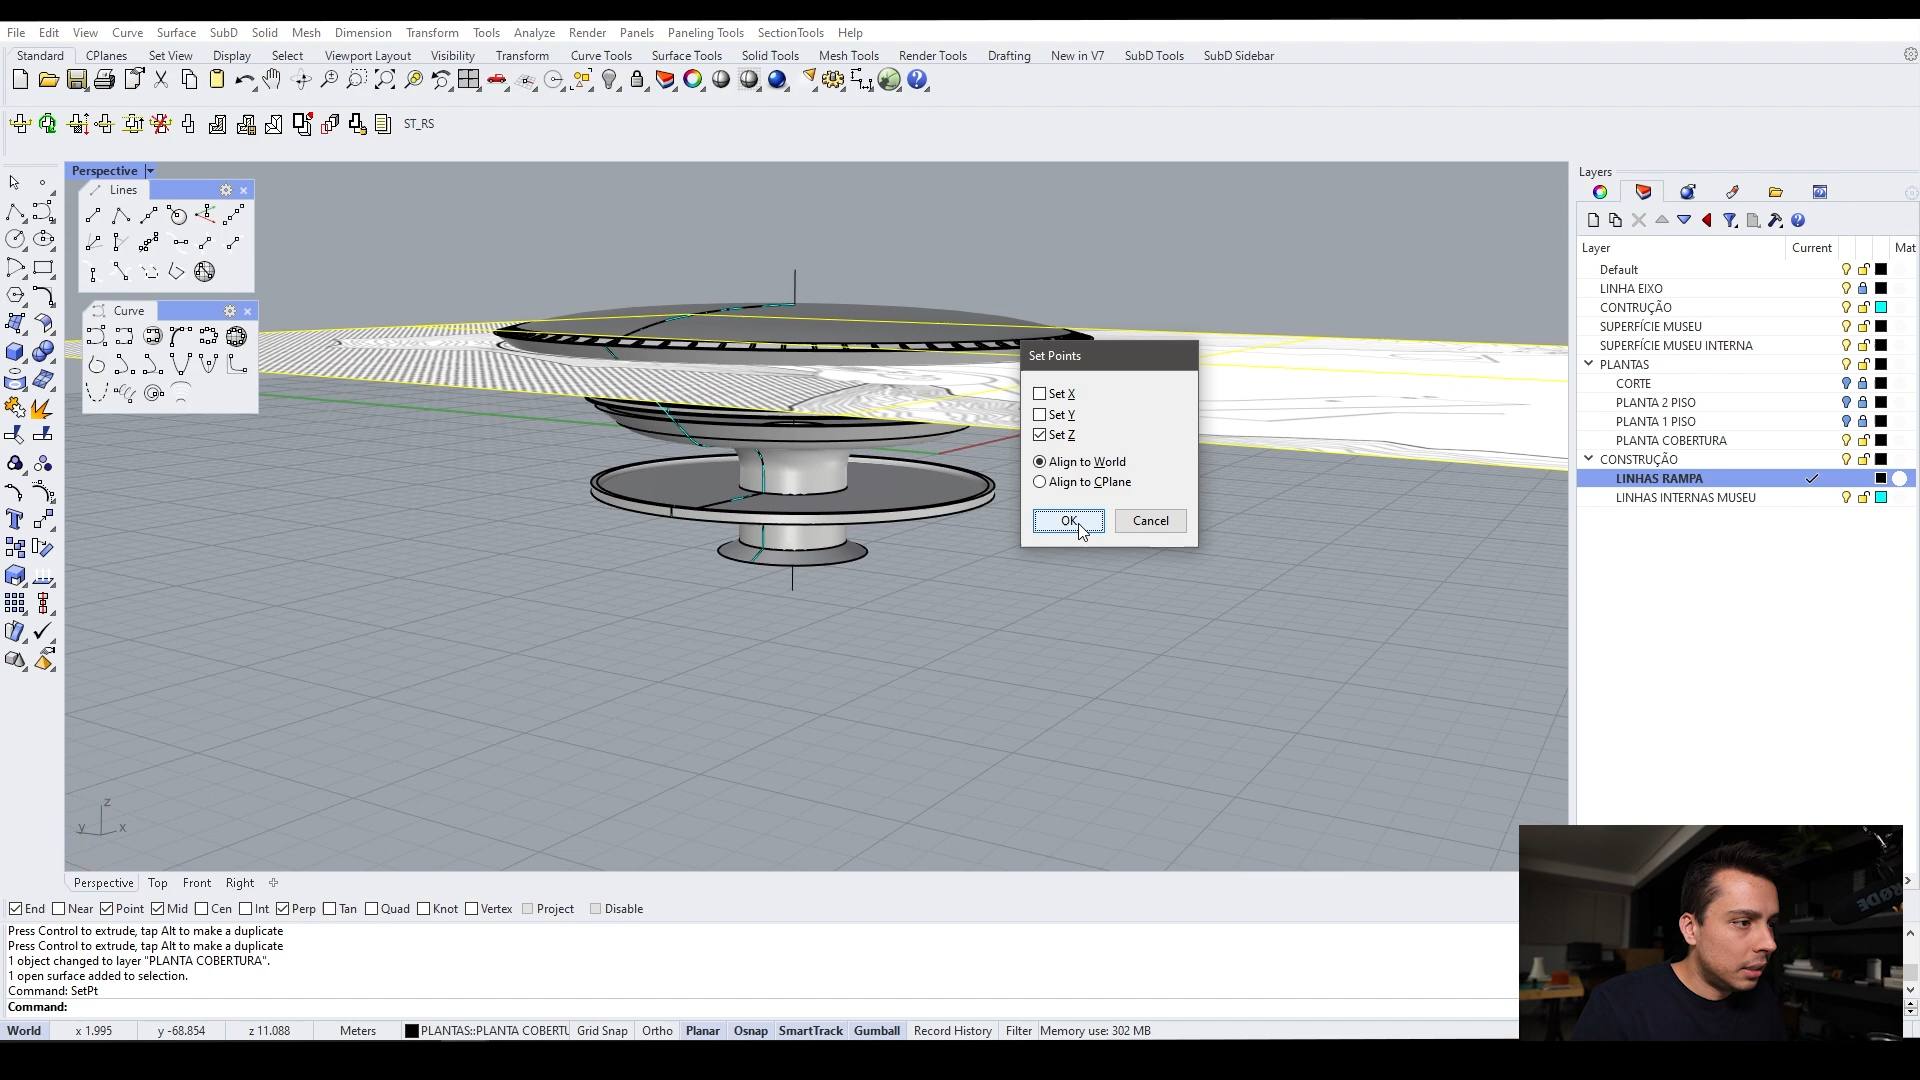 File Edit View Curve Surface SubD Solid Mesh Dimension Transform Tools Analyze Render Panels Paneling Tools SectionTools Help
Standard CPlanes Set View Display Select Viewport Layout Visibility Transform Curve Tools Surface Tools Solid Tools Mesh Tools Render Tools Drafting New in V7 SubD Tools SubD Sidebar
ST_RS
Perspective
Lines
Curve
Set Points
Set X
Set Y
Set Z
Align to World
Align to CPlane
OK Cancel
z
y x
Layers
Layer Current Mat
Default
LINHA EIXO
CONTRUÇÃO
SUPERFÍCIE MUSEU
SUPERFÍCIE MUSEU INTERNA
PLANTAS
CORTE
PLANTA 2 PISO
PLANTA 1 PISO
PLANTA COBERTURA
CONSTRUÇÃO
LINHAS RAMPA
LINHAS INTERNAS MUSEU
RØDE
Perspective Top Front Right
End Near Point Mid Cen Int Perp Tan Quad Knot Vertex Project Disable
Press Control to extrude, tap Alt to make a duplicate
Press Control to extrude, tap Alt to make a duplicate
1 object changed to layer "PLANTA COBERTURA".
1 open surface added to selection.
Command: SetPt
Command:
World x 1.995 y -68.854 z 11.088 Meters PLANTAS::PLANTA COBERTU Grid Snap Ortho Planar Osnap SmartTrack Gumball Record History Filter Memory use: 302 MB